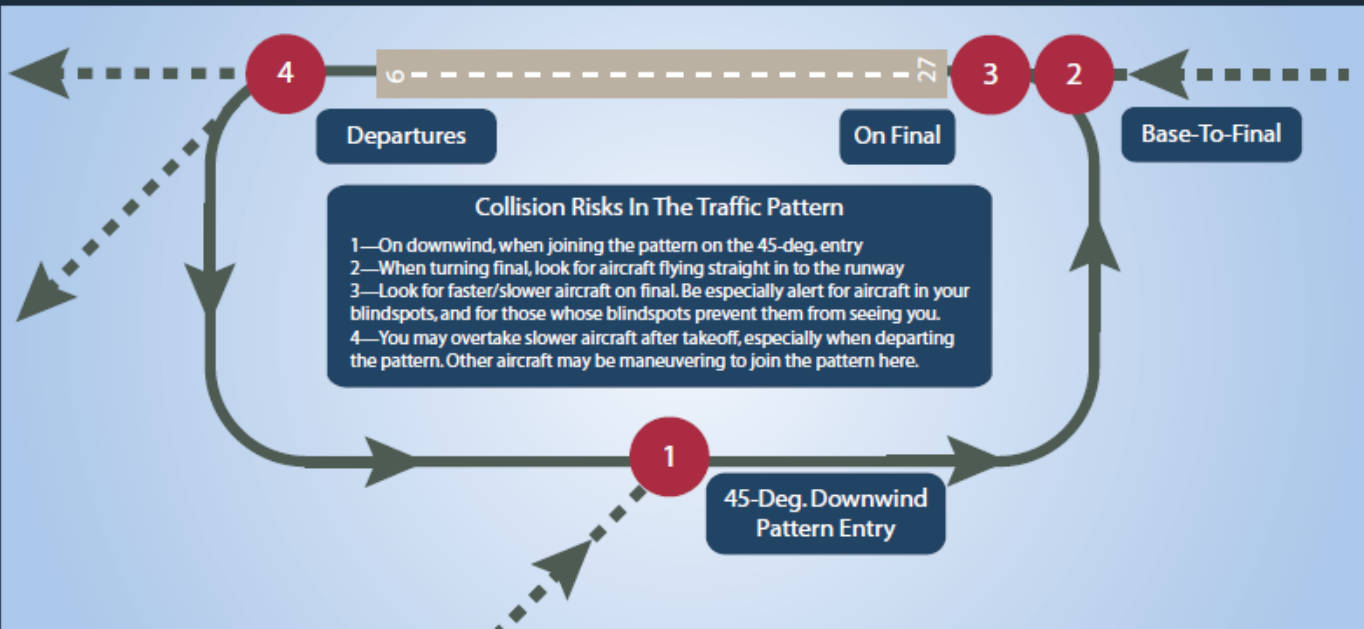 4
9
27
3
2
Departures
On Final
Base-To-Final
Collision Risks In The Traffic Pattern
1—On downwind, when joining the pattern on the 45-deg. entry
2—When turning final, look for aircraft flying straight in to the runway
3—Look for faster/slower aircraft on final. Be especially alert for aircraft in your
blindspots, and for those whose blindspots prevent them from seeing you.
4—You may overtake slower aircraft after takeoff, especially when departing
the pattern. Other aircraft may be maneuvering to join the pattern here.
1
45-Deg. Downwind
Pattern Entry